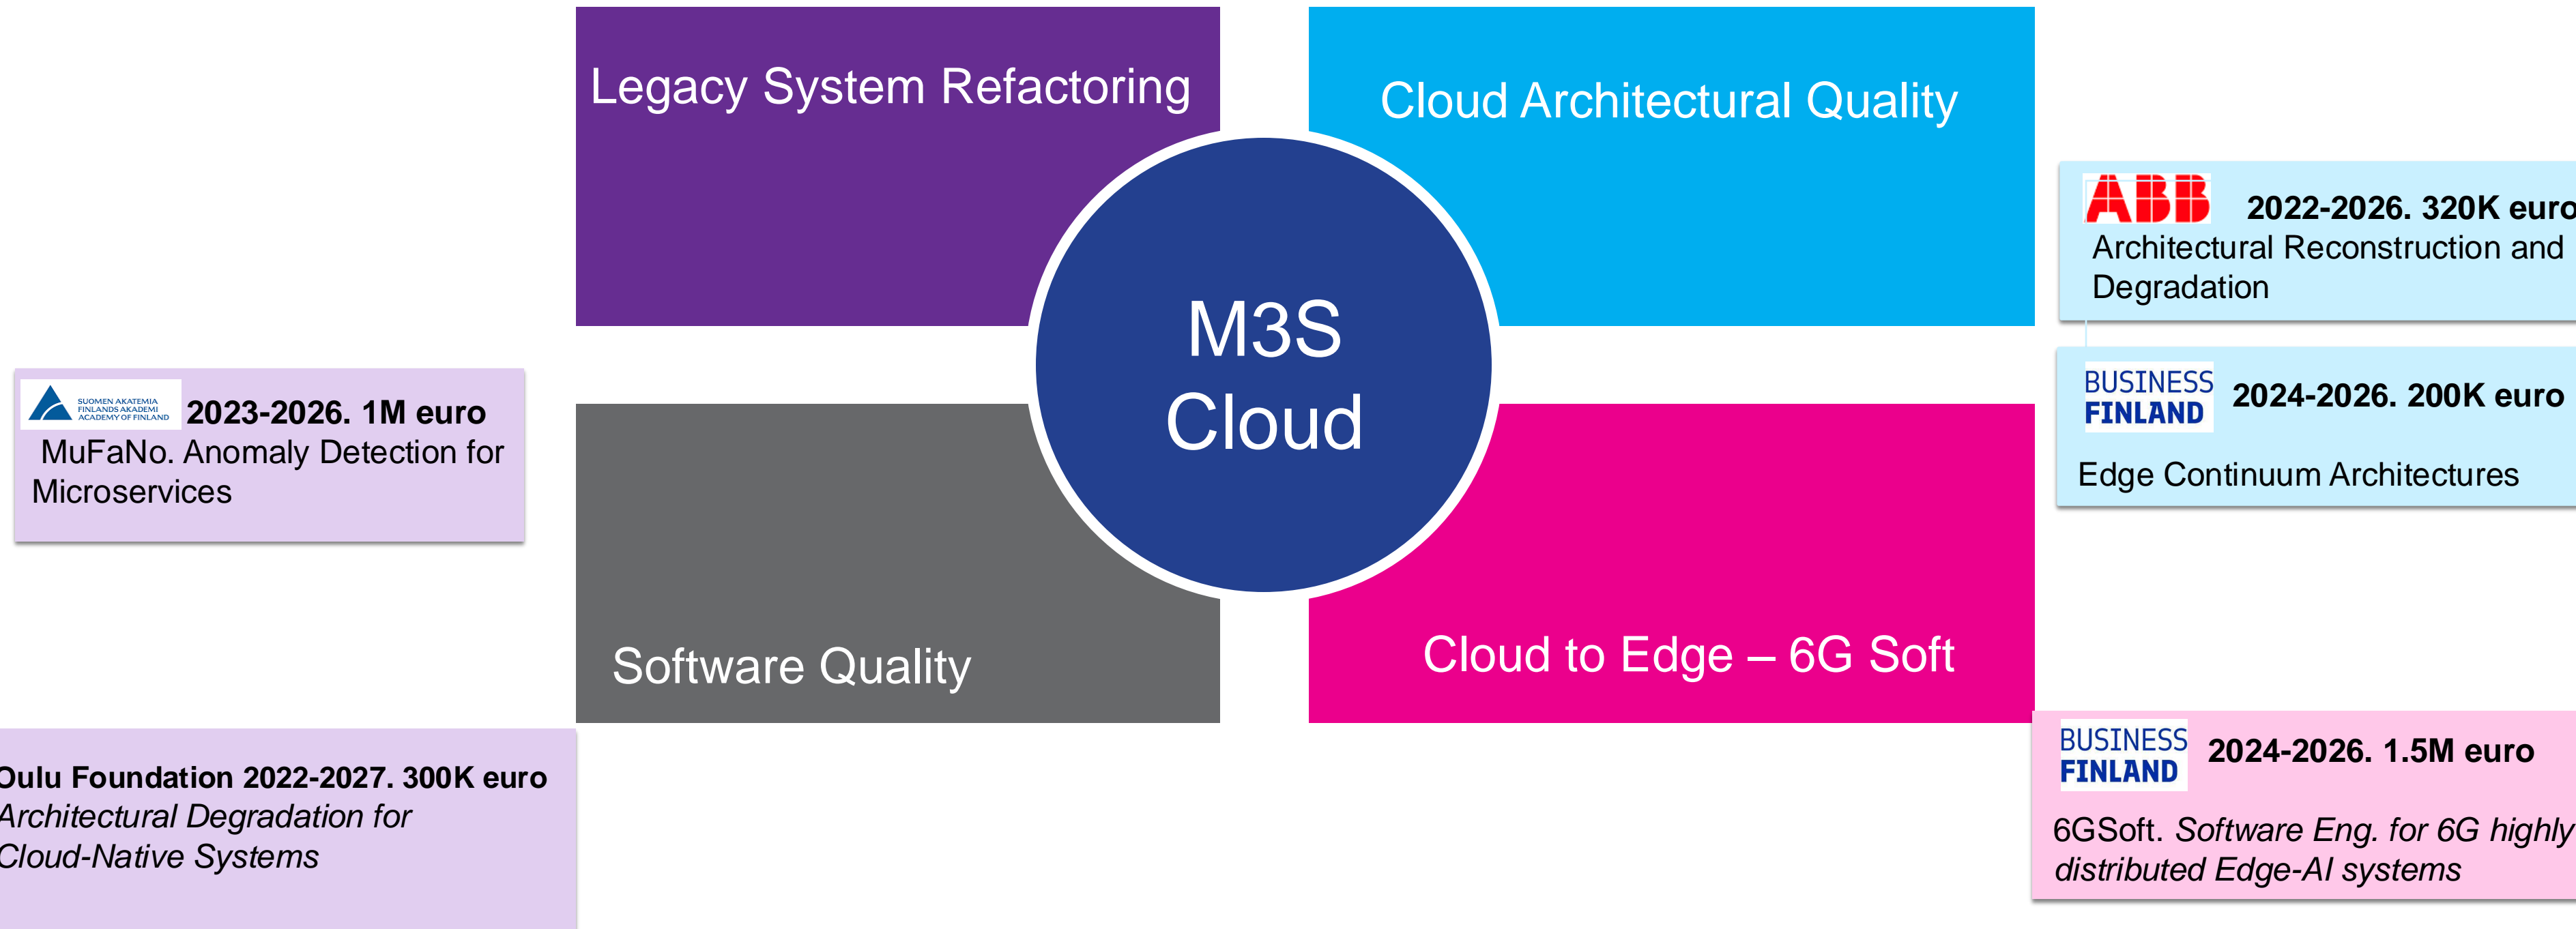 Legacy System Refactoring
Cloud Architectural Quality
M3S
Cloud
Software Quality
Cloud to Edge – 6G Soft
ABB 2022-2026. 320K euro
Architectural Reconstruction and
Degradation
BUSINESS
FINLAND
2024-2026. 200K euro
Edge Continuum Architectures
SUOMEN AKATEMIA
FINLANDS AKADEMI
ACADEMY OF FINLAND
2023-2026. 1M euro
MuFaNo. Anomaly Detection for
Microservices
Oulu Foundation 2022-2027. 300K euro
Architectural Degradation for
Cloud-Native Systems
BUSINESS
FINLAND
2024-2026. 1.5M euro
6GSoft. Software Eng. for 6G highly
distributed Edge-AI systems